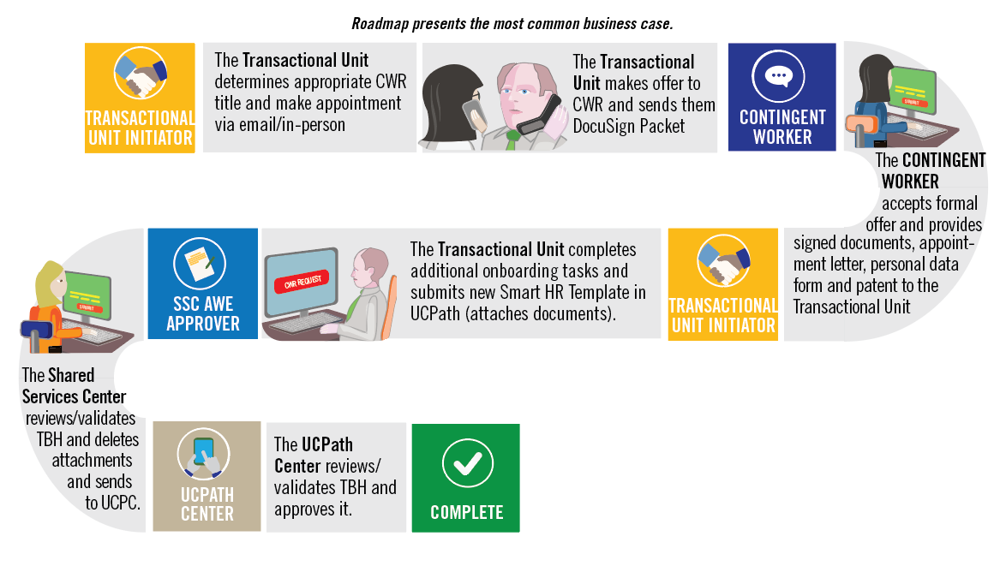 Roadmap presents the most common business case.
TRANSACTIONAL
UNIT INITIATOR
The Transactional Unit
determines appropriate CWR
title and make appointment
via email/in-person
The Transactional
Unit makes offer to
CWR and sends them
DocuSign Packet
CONTINGENT
WORKER
SUBMIT
The CONTINGENT
WORKER
accepts formal
offer and provides
signed documents, appoint-
ment letter, personal data
form and patent to the
Transactional Unit
TRANSACTIONAL
UNIT INITIATOR
The Transactional Unit completes
additional onboarding tasks and
submits new Smart HR Template in
UCPath (attaches documents).
CWR REQUEST
SSC AWE
APPROVER
SUBMIT
The Shared
Services Center
reviews/validates
TBH and deletes
attachments
and sends
to UCPC.
UCPATH
CENTER
The UCPath
Center reviews/
validates TBH and
approves it.
COMPLETE